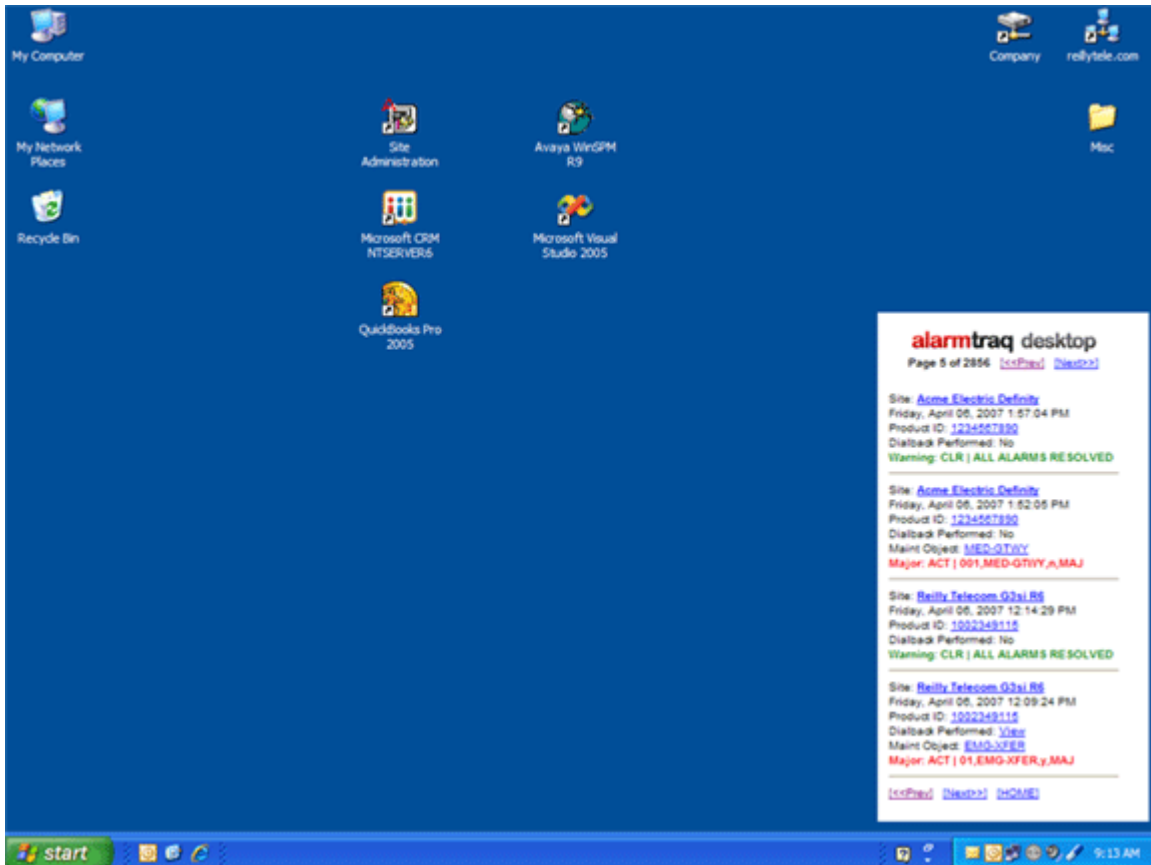 My Computer
Company
reillytele.com
My Network
Places
Site
Administration
Avaya WinSPM
R9
Misc
Recycle Bin
Microsoft CRM
NTSERVER6
Microsoft Visual
Studio 2005
QuickBooks Pro
2005
alarmtraq desktop
Page 5 of 2856 [<<Prev] [Next>>]
Site: Acme Electric Definity
Friday, April 06, 2007 1:57:04 PM
Product ID: 1234567890
Dialback Performed: No
Warning: CLR | ALL ALARMS RESOLVED
Site: Acme Electric Definity
Friday, April 06, 2007 1:52:05 PM
Product ID: 1234567890
Dialback Performed: No
Maint Object: MED-GTWY
Major: ACT | 001,MED-GTWY,n,MAJ
Site: Reilly Telecom G3si R6
Friday, April 06, 2007 12:14:29 PM
Product ID: 1002349115
Dialback Performed: No
Warning: CLR | ALL ALARMS RESOLVED
Site: Reilly Telecom G3si R6
Friday, April 06, 2007 12:09:24 PM
Product ID: 1002349115
Dialback Performed: View
Maint Object: EMG-XFER
Major: ACT | 01,EMG-XFER,y,MAJ
[<<Prev] [Next>>] [HOME]
start
9:13 AM